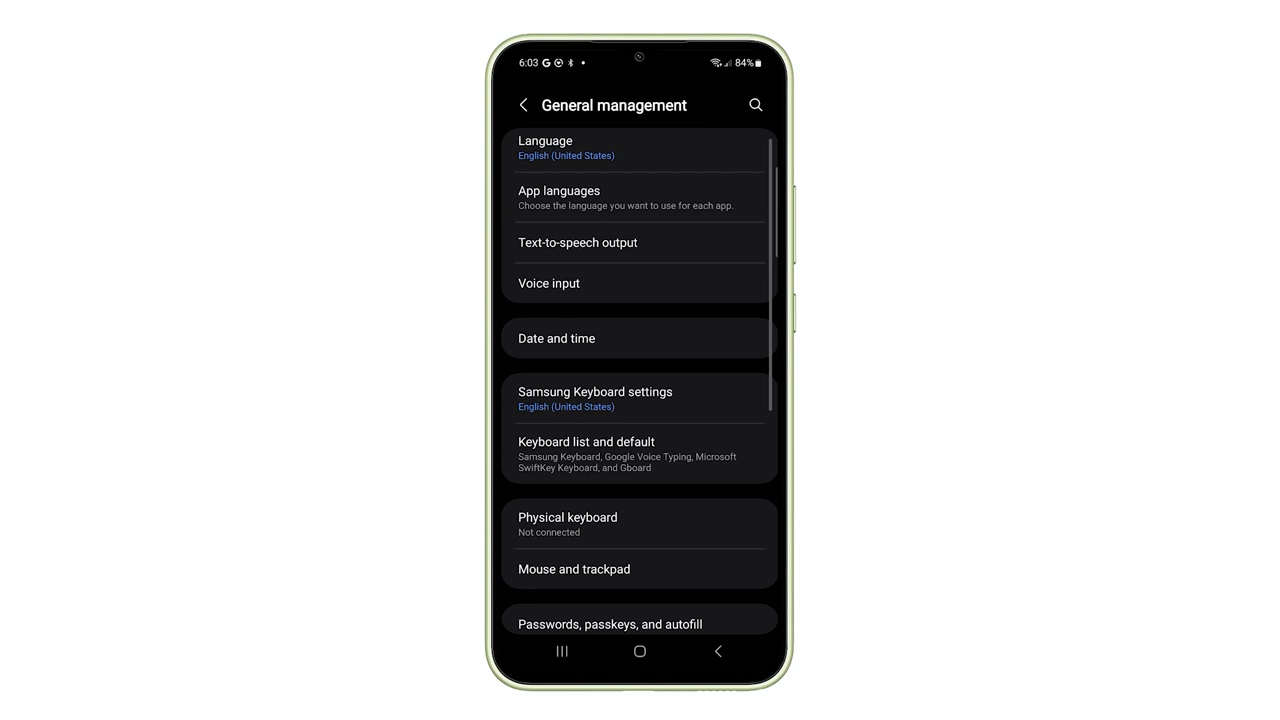 6:03 84%
General management
Language
English (United States)
App languages
Choose the language you want to use for each app.
Text-to-speech output
Voice input
Date and time
Samsung Keyboard settings
English (United States)
Keyboard list and default
Samsung Keyboard, Google Voice Typing, Microsoft
SwiftKey Keyboard, and Gboard
Physical keyboard
Not connected
Mouse and trackpad
Passwords, passkeys, and autofill